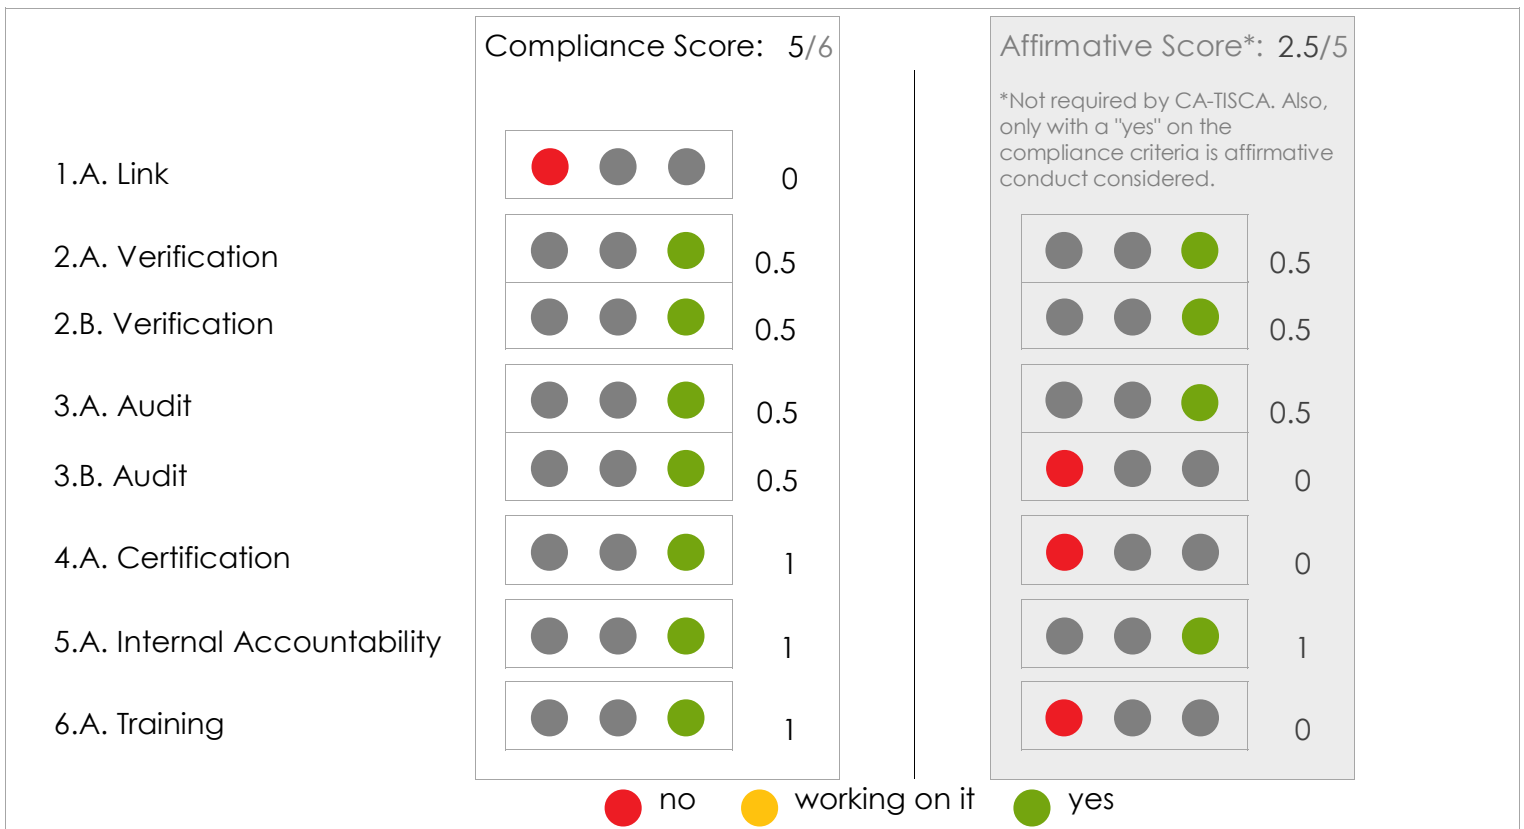 Compliance Score: 5/6
Affirmative Score*: 2.5/5
*Not required by CA-TISCA. Also,
only with a "yes" on the
compliance criteria is affirmative
conduct considered.
1.A. Link 0
2.A. Verification 0.5 0.5
2.B. Verification 0.5 0.5
3.A. Audit 0.5 0.5
3.B. Audit 0.5 0
4.A. Certification 1 0
5.A. Internal Accountability 1 1
6.A. Training 1 0
no working on it yes